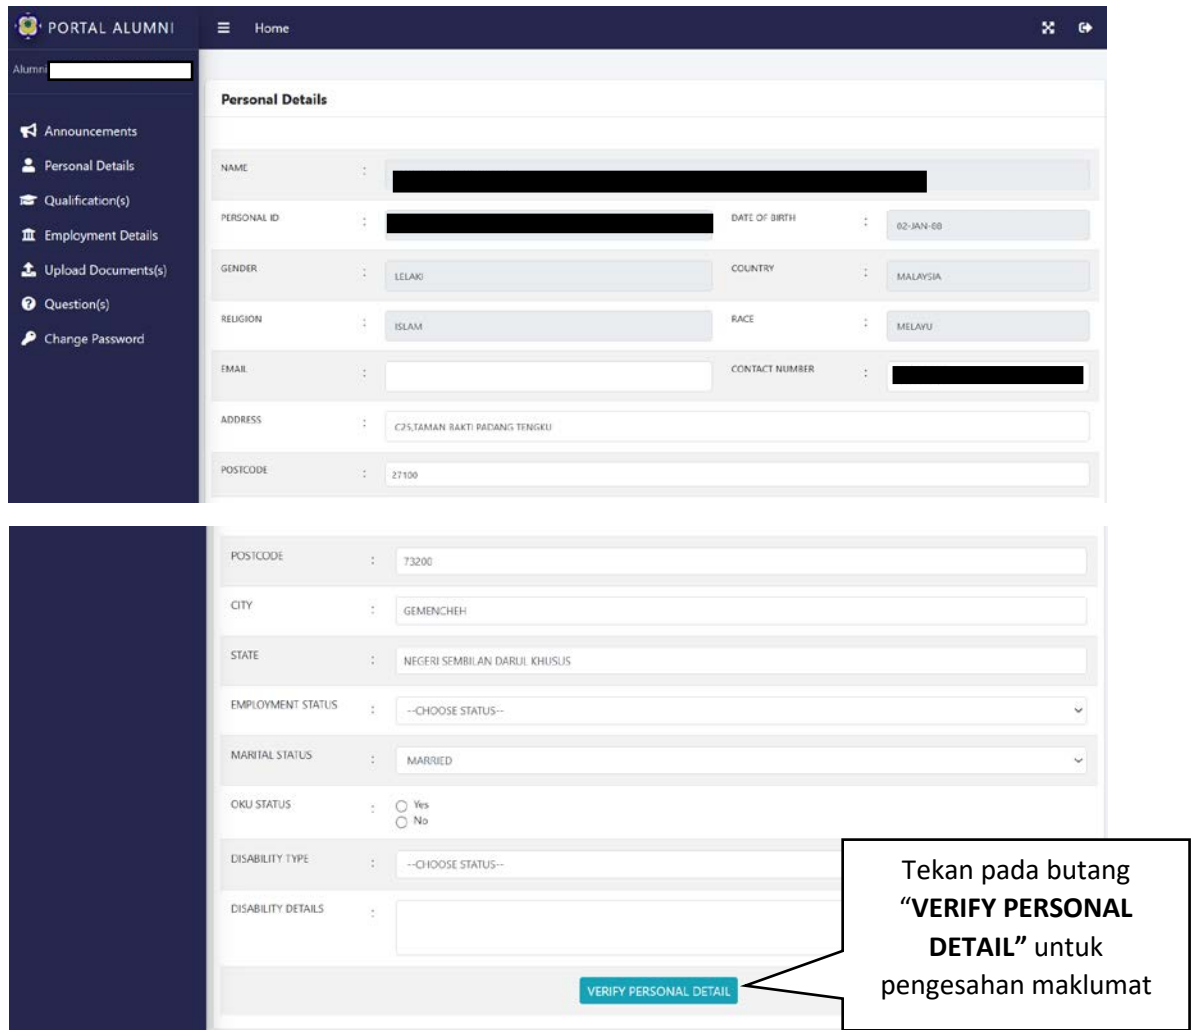 PORTAL ALUMNI
Home
Alumni
Personal Details
Announcements
Personal Details
Qualification(s)
Employment Details
Upload Documents(s)
Question(s)
Change Password
NAME :
PERSONAL ID : DATE OF BIRTH : 02-JAN-88
GENDER : LELAKI COUNTRY : MALAYSIA
RELIGION : ISLAM RACE : MELAYU
EMAIL : CONTACT NUMBER :
ADDRESS : C25,TAMAN BAKTI PADANG TENGKU
POSTCODE : 27100
POSTCODE : 73200
CITY : GEMENCHEH
STATE : NEGERI SEMBILAN DARUL KHUSUS
EMPLOYMENT STATUS : --CHOOSE STATUS--
MARITAL STATUS : MARRIED
OKU STATUS : Yes
No
DISABILITY TYPE : --CHOOSE STATUS--
DISABILITY DETAILS :
VERIFY PERSONAL DETAIL
Tekan pada butang
“VERIFY PERSONAL
DETAIL” untuk
pengesahan maklumat